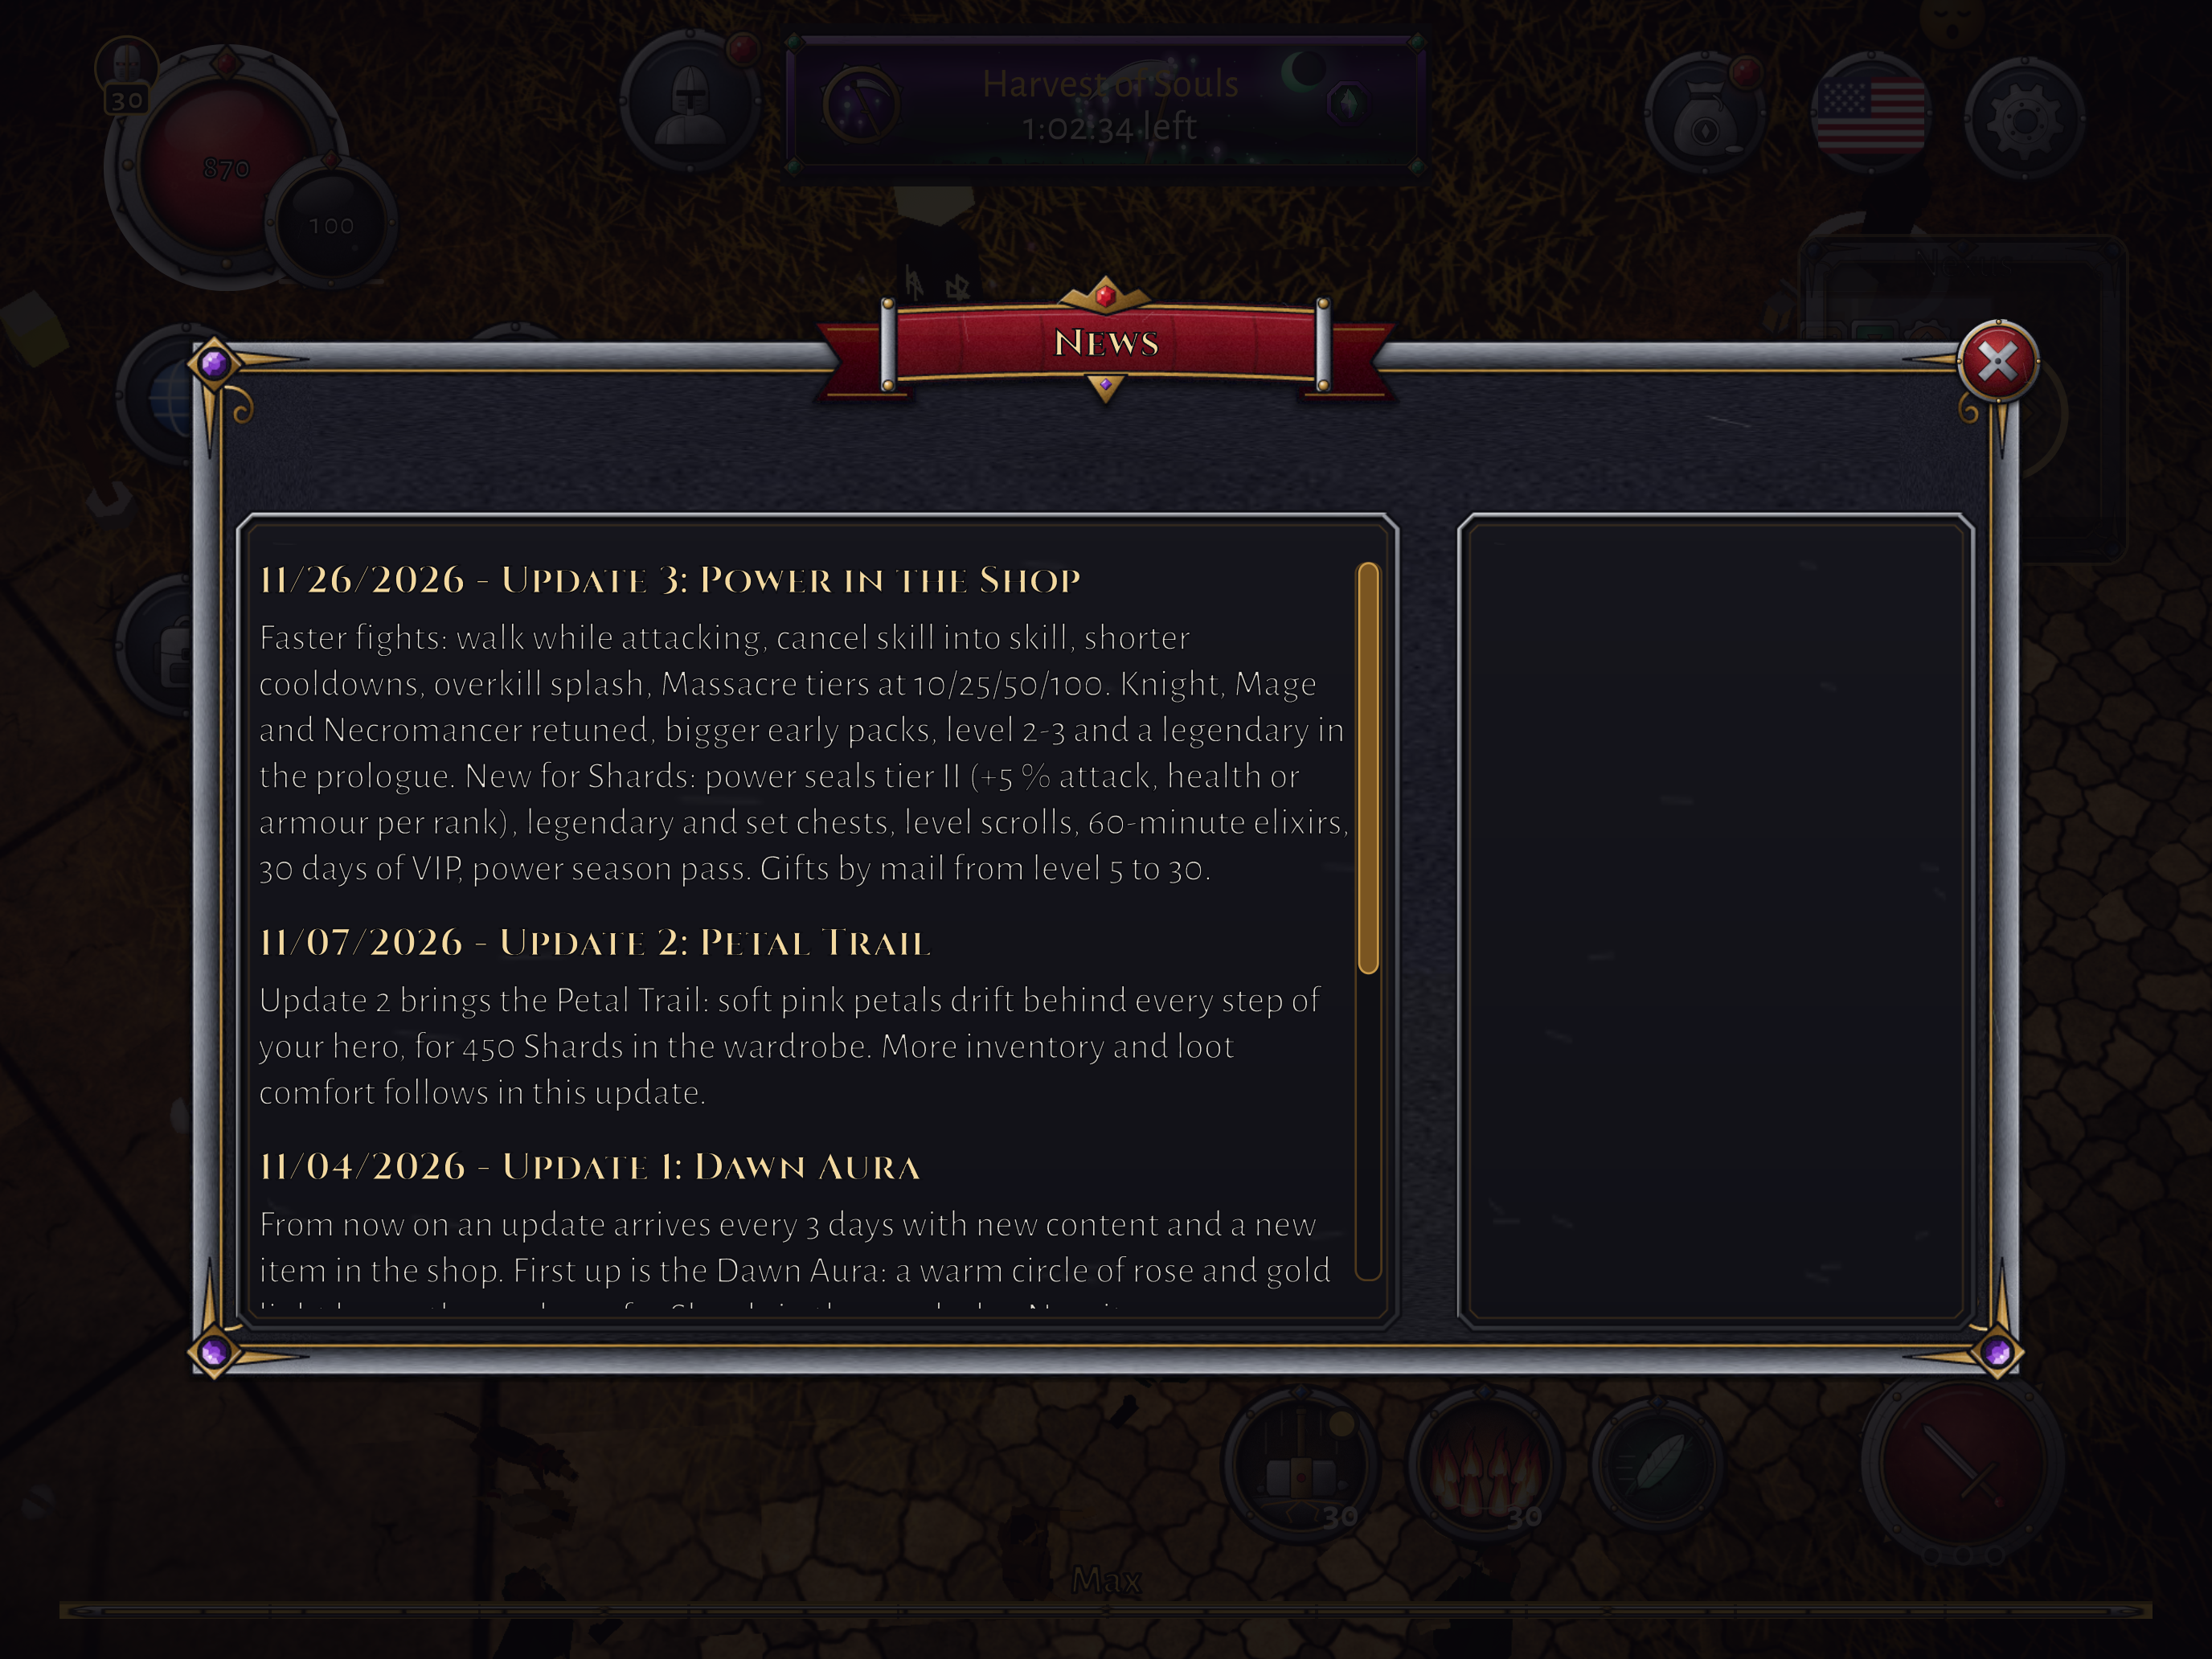 30
870
100
Harvest of Souls
1:02:34 left
News
11/26/2026 - Update 3: Power in the Shop
Faster fights: walk while attacking, cancel skill into skill, shorter
cooldowns, overkill splash, Massacre tiers at 10/25/50/100. Knight, Mage
and Necromancer retuned, bigger early packs, level 2-3 and a legendary in
the prologue. New for Shards: power seals tier II (+5 % attack, health or
armour per rank), legendary and set chests, level scrolls, 60-minute elixirs,
30 days of VIP, power season pass. Gifts by mail from level 5 to 30.
11/07/2026 - Update 2: Petal Trail
Update 2 brings the Petal Trail: soft pink petals drift behind every step of
your hero, for 450 Shards in the wardrobe. More inventory and loot
comfort follows in this update.
11/04/2026 - Update 1: Dawn Aura
From now on an update arrives every 3 days with new content and a new
item in the shop. First up is the Dawn Aura: a warm circle of rose and gold
30
30
Max